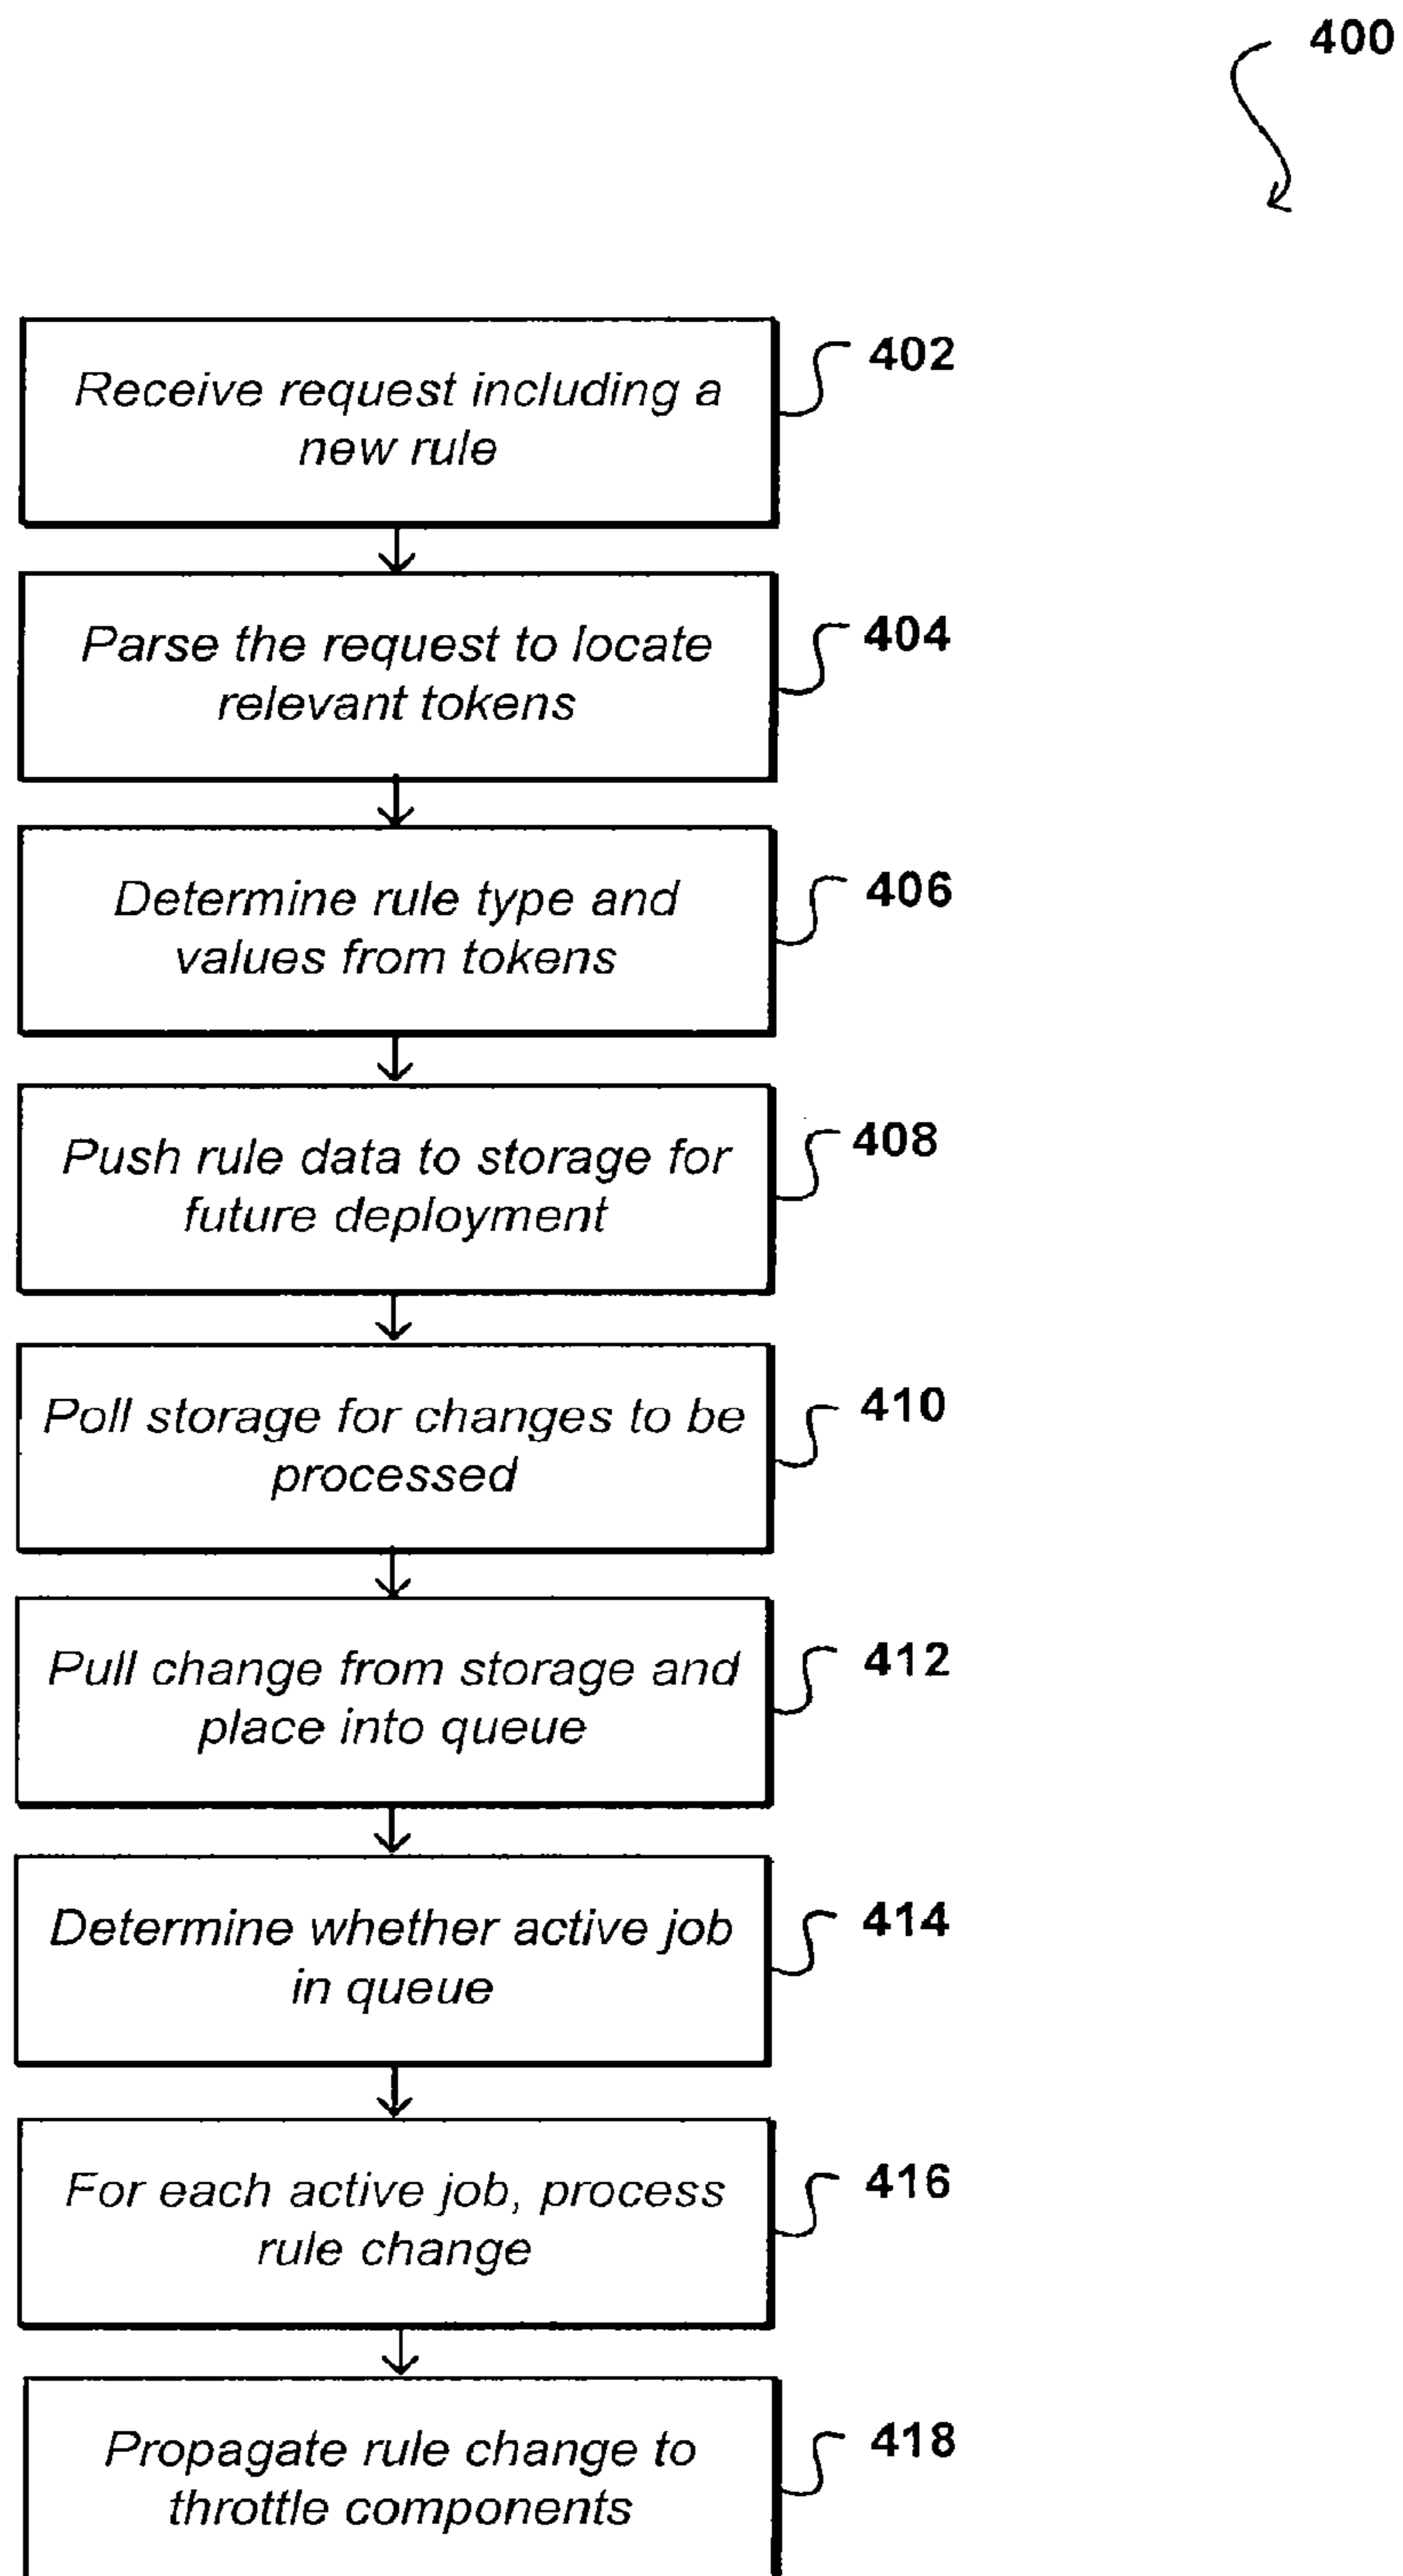 400
Receive request including a
new rule
402
Parse the request to locate
relevant tokens
404
Determine rule type and
values from tokens
406
Push rule data to storage for
future deployment
408
Poll storage for changes to be
processed
410
Pull change from storage and
place into queue
412
Determine whether active job
in queue
414
For each active job, process
rule change
416
Propagate rule change to
throttle components
418